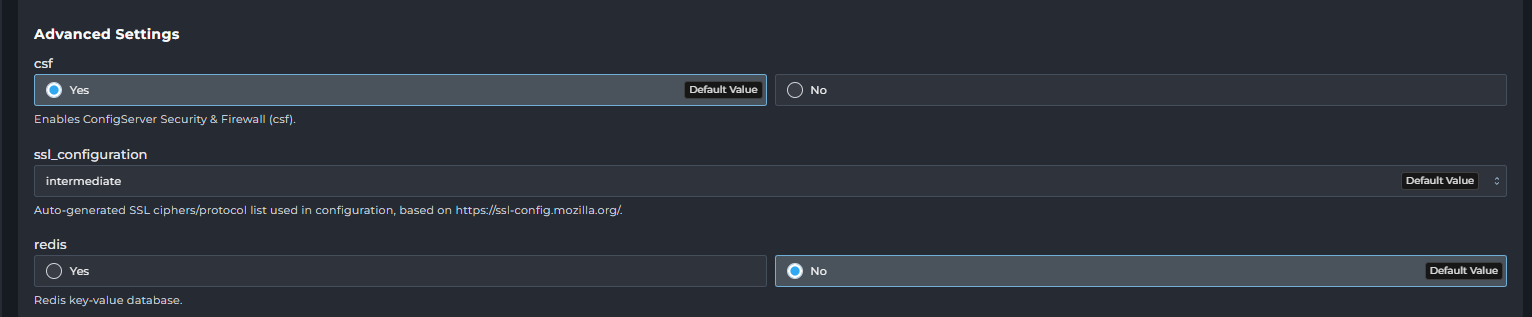 Advanced Settings
csf
Yes Default Value No
Enables ConfigServer Security & Firewall (csf).
ssl_configuration
intermediate Default Value
Auto-generated SSL ciphers/protocol list used in configuration, based on https://ssl-config.mozilla.org/.
redis
Yes No Default Value
Redis key-value database.